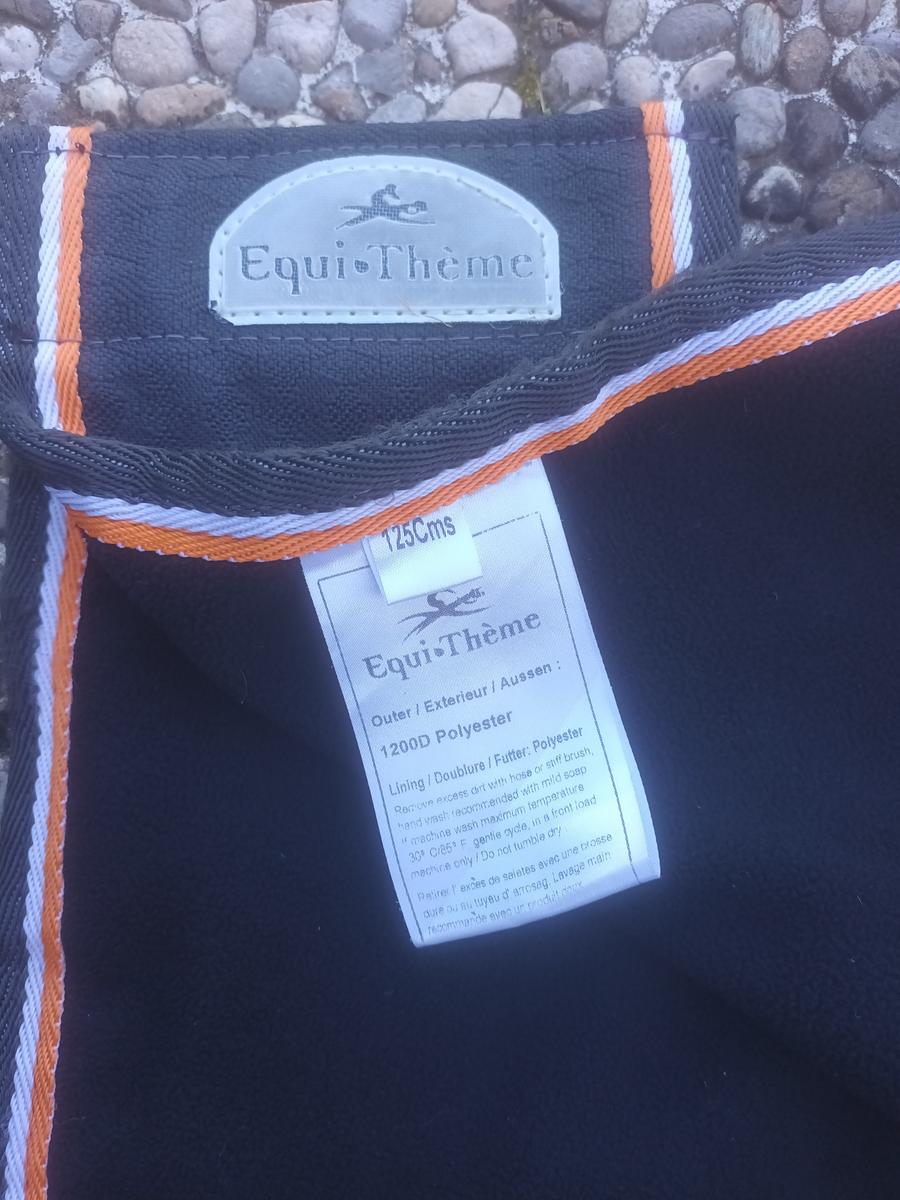 Equi•Thème
125Cms
Equi•Thème
Outer / Exterieur / Aussen :
1200D Polyester
Lining / Doublure / Futter: Polyester
Remove excess dirt with hose or stiff brush,
hand wash recommended with mild soap
if machine wash maximum temperature
30° C/85° F gentle cycle, in a front load
machine only / Do not tumble dry
Retirer l' excès de saletes avec une brosse
dure ou au tuyau d' arrosag. Lavage main
recommandè avec un produit doux